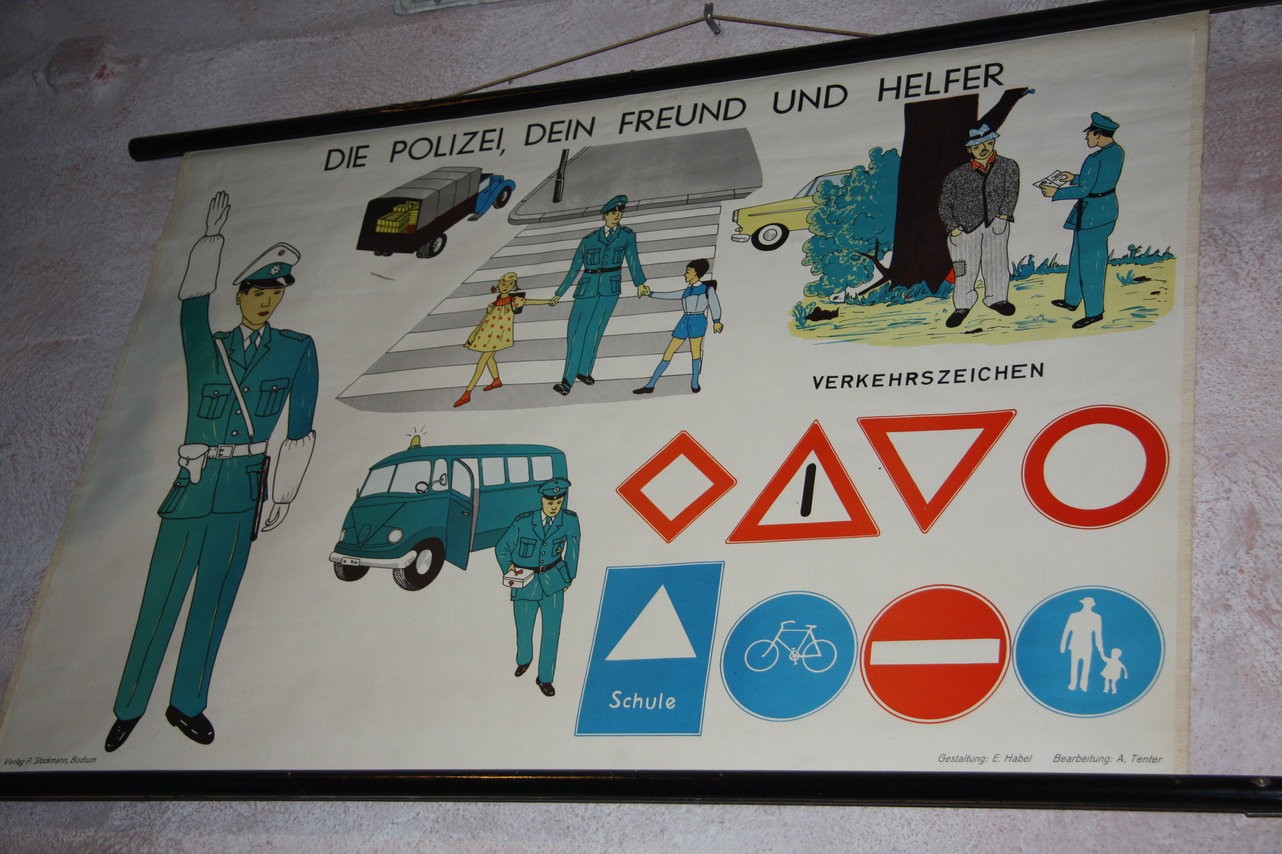 DIE POLIZEI, DEIN FREUND UND HELFER
VERKEHRSZEICHEN
Schule
Verlag P. Stockmann, Bochum
Gestaltung: E. Habel Bearbeitung: A. Tenter